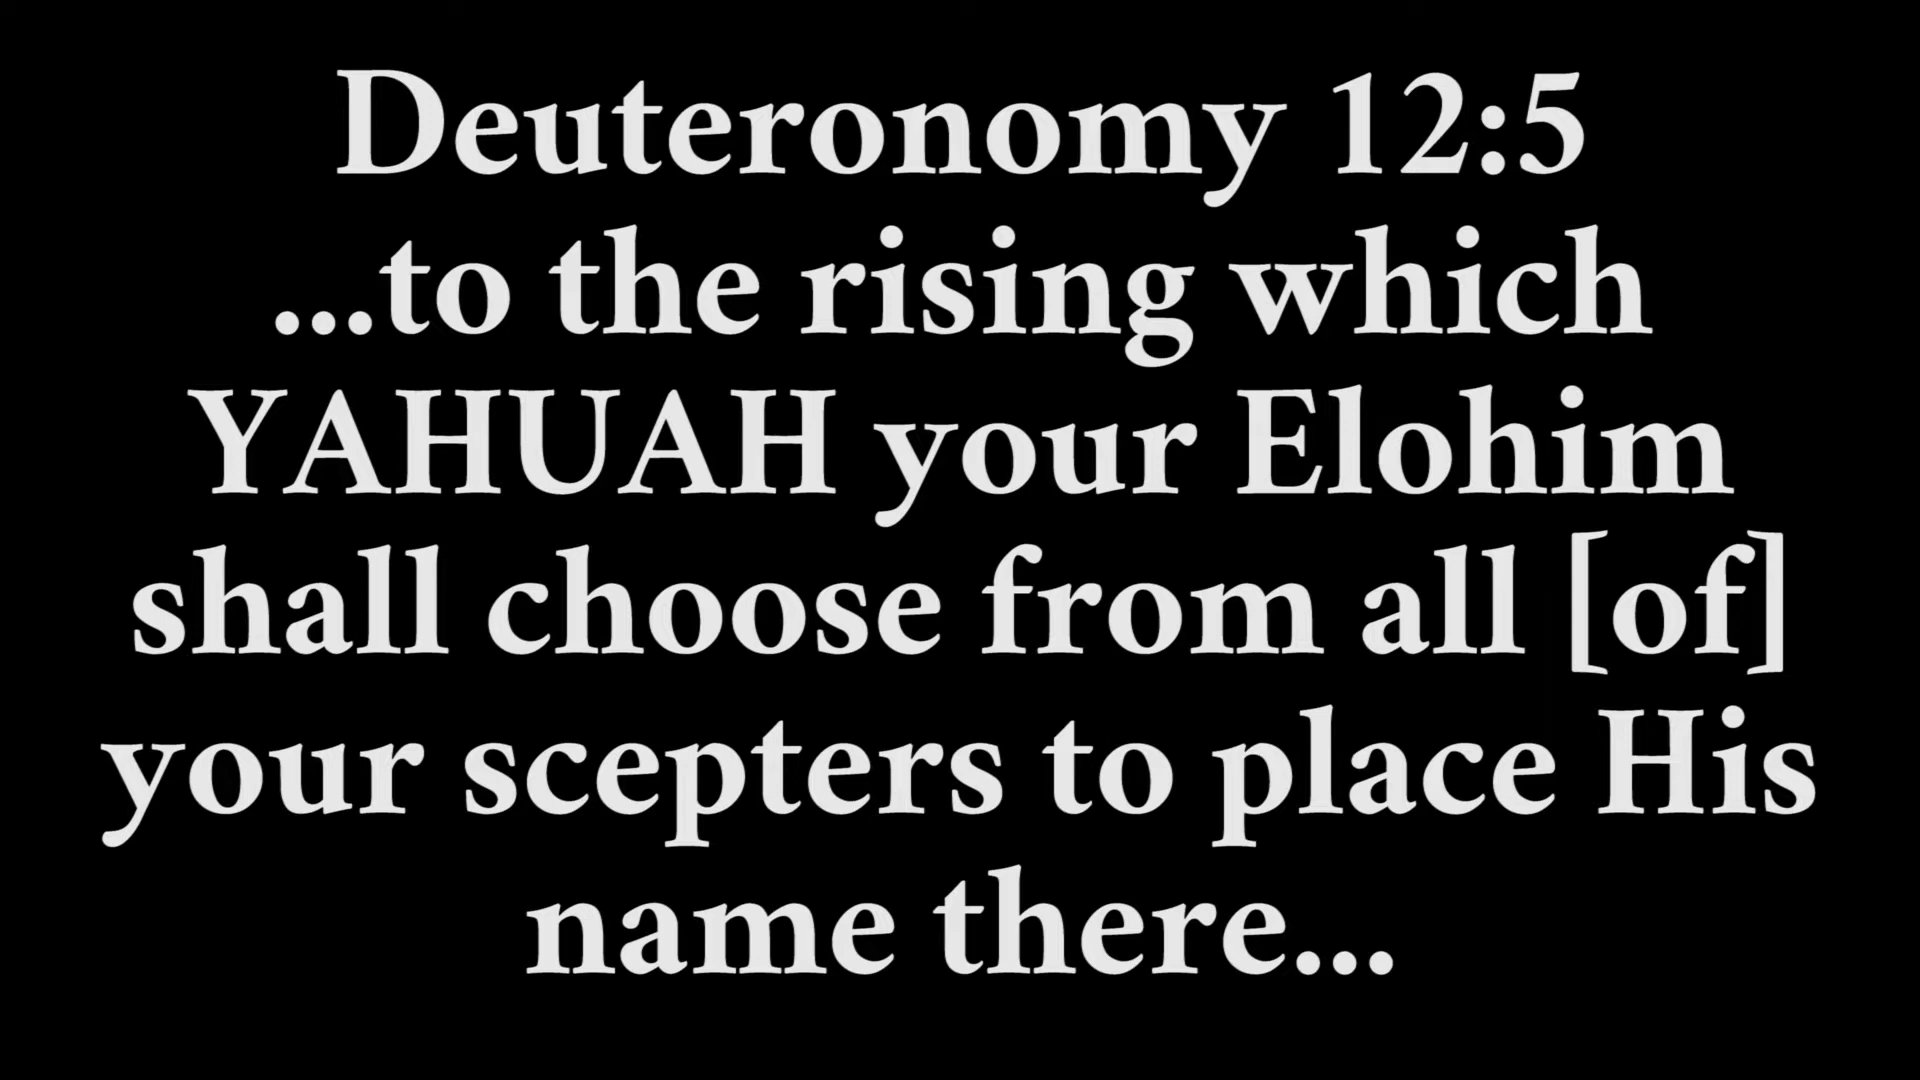 Deuteronomy 12:5
...to the rising which
YAHUAH your Elohim
shall choose from all [of]
your scepters to place His
name there...